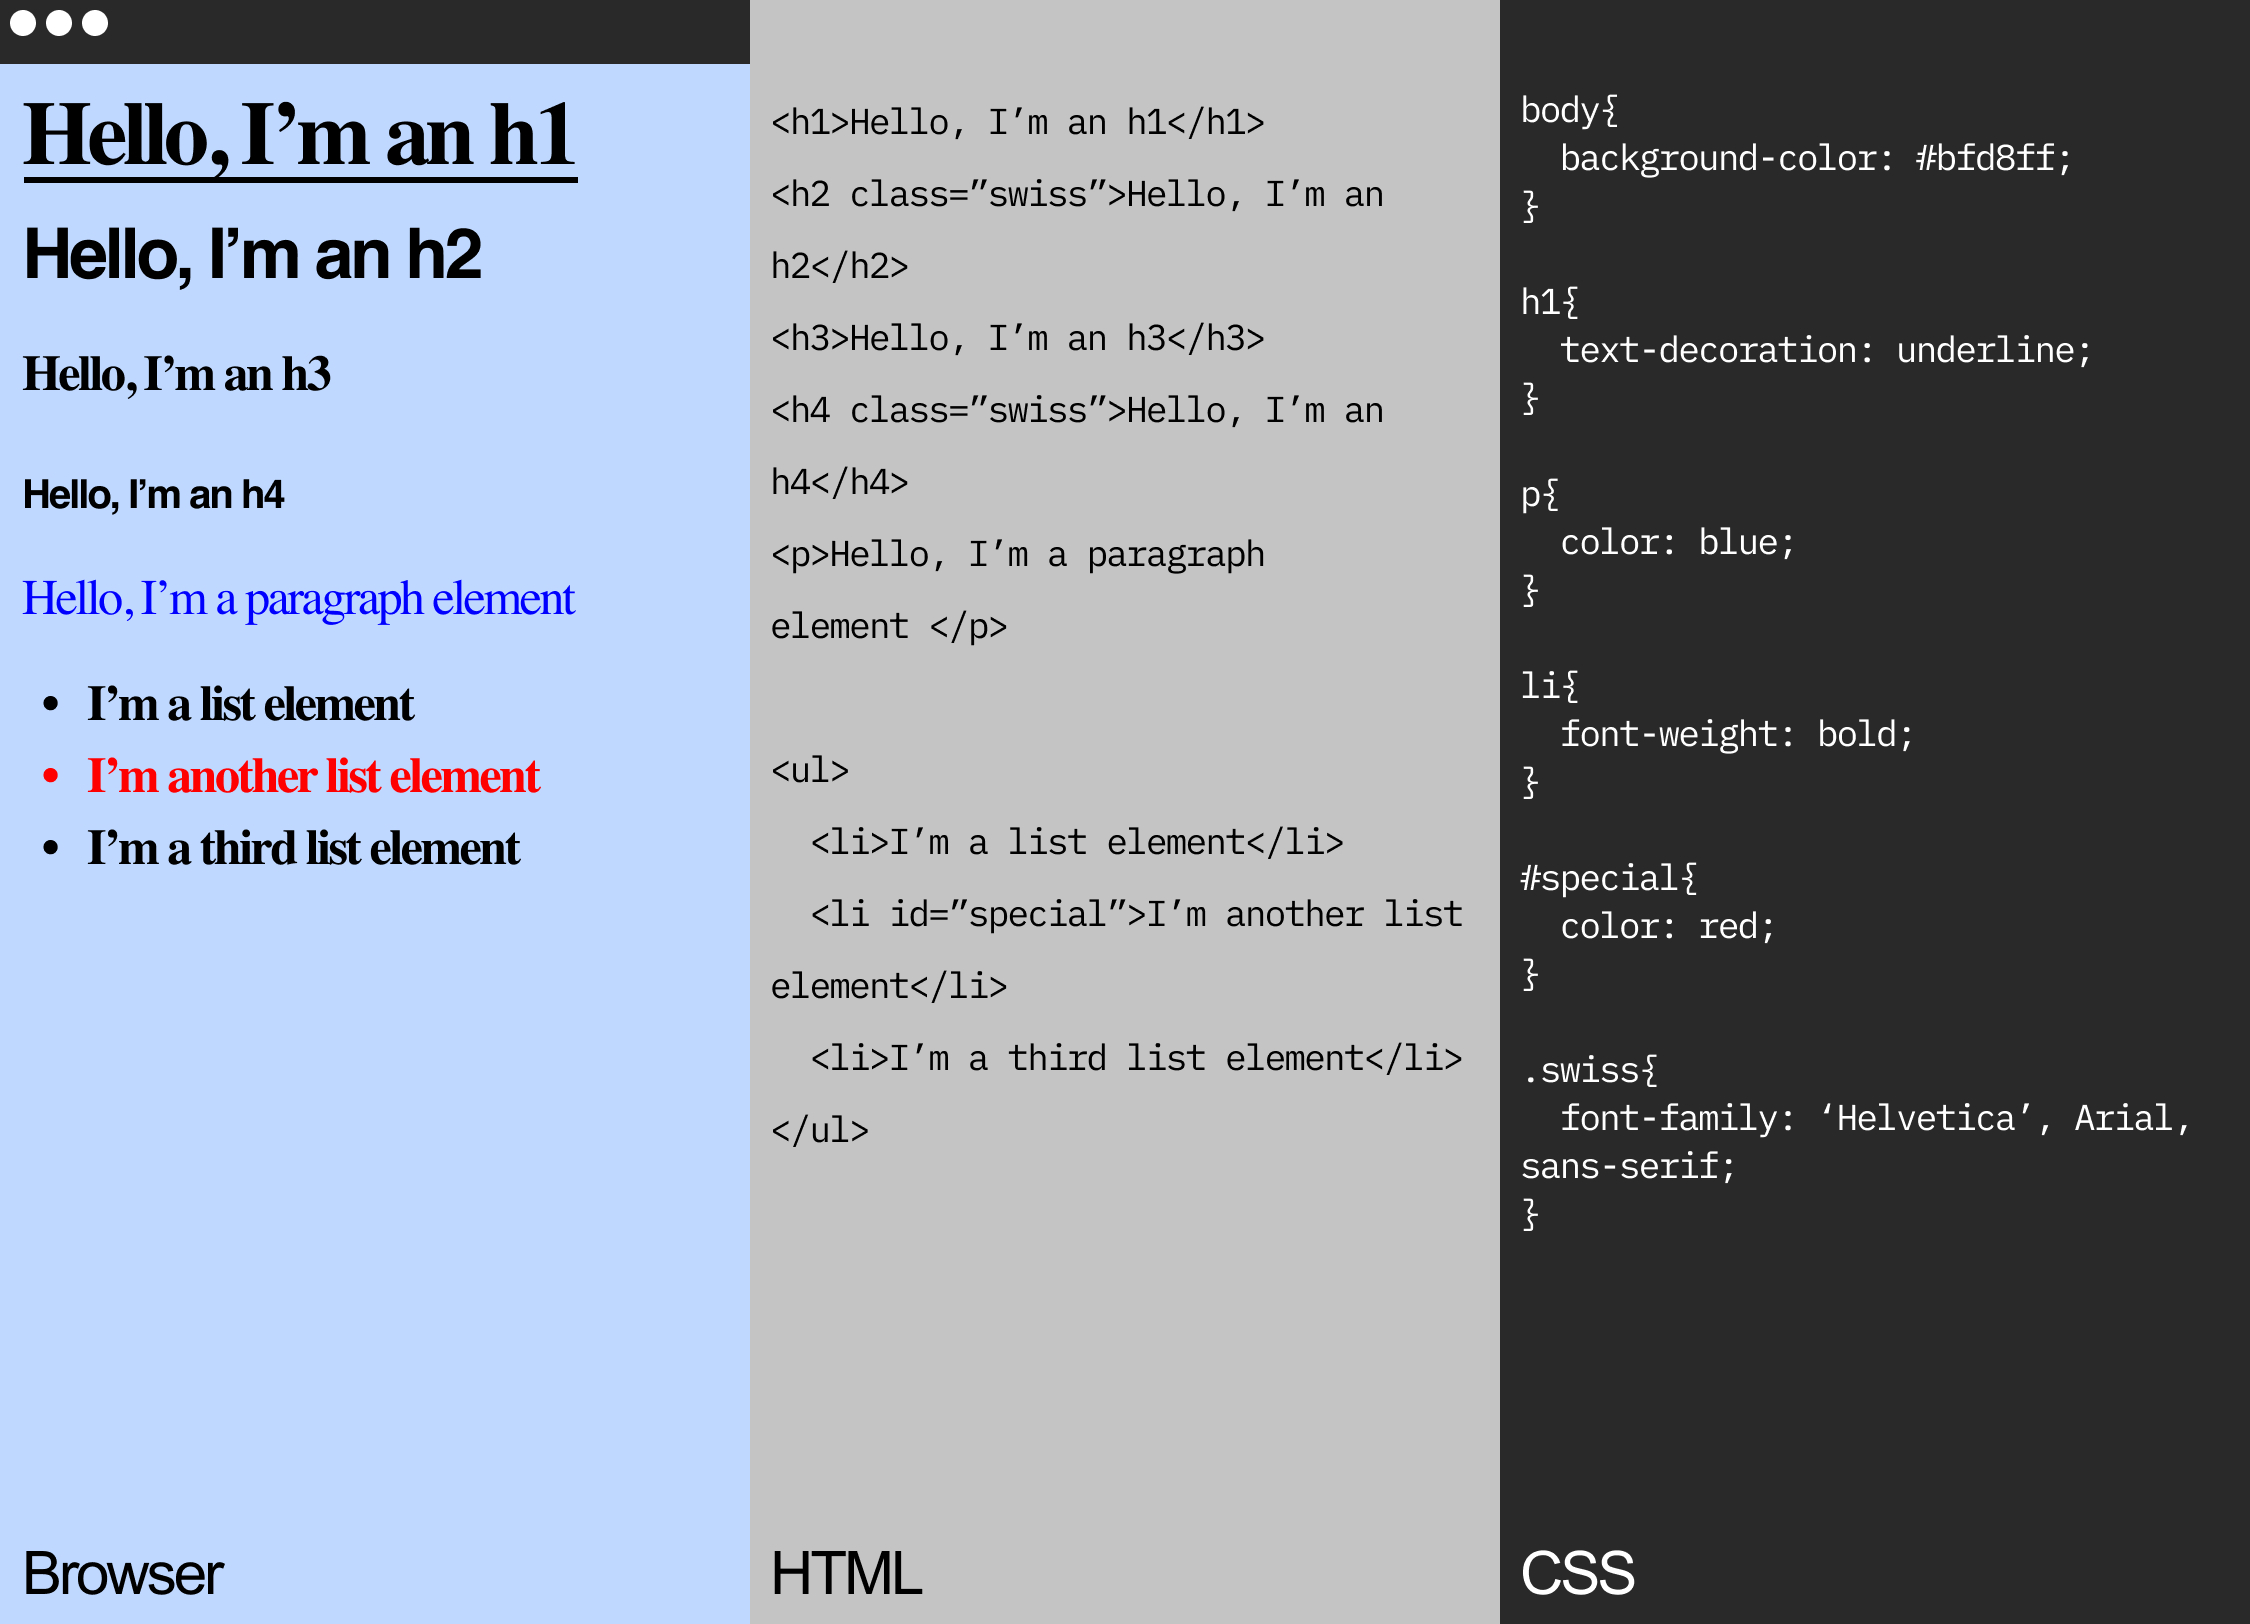 Hello, I’m an h1
Hello, I’m an h2
Hello, I’m an h3
Hello, I’m an h4
Hello, I’m a paragraph element
• I’m a list element
• I’m another list element
• I’m a third list element
Browser
<h1>Hello, I’m an h1</h1>
<h2 class=”swiss”>Hello, I’m an
h2</h2>
<h3>Hello, I’m an h3</h3>
<h4 class=”swiss”>Hello, I’m an
h4</h4>
<p>Hello, I’m a paragraph
element </p>
<ul>
  <li>I’m a list element</li>
  <li id=”special”>I’m another list
element</li>
  <li>I’m a third list element</li>
</ul>
HTML
body{
  background-color: #bfd8ff;
}
h1{
  text-decoration: underline;
}
p{
  color: blue;
}
li{
  font-weight: bold;
}
#special{
  color: red;
}
.swiss{
  font-family: ‘Helvetica’, Arial,
sans-serif;
}
CSS